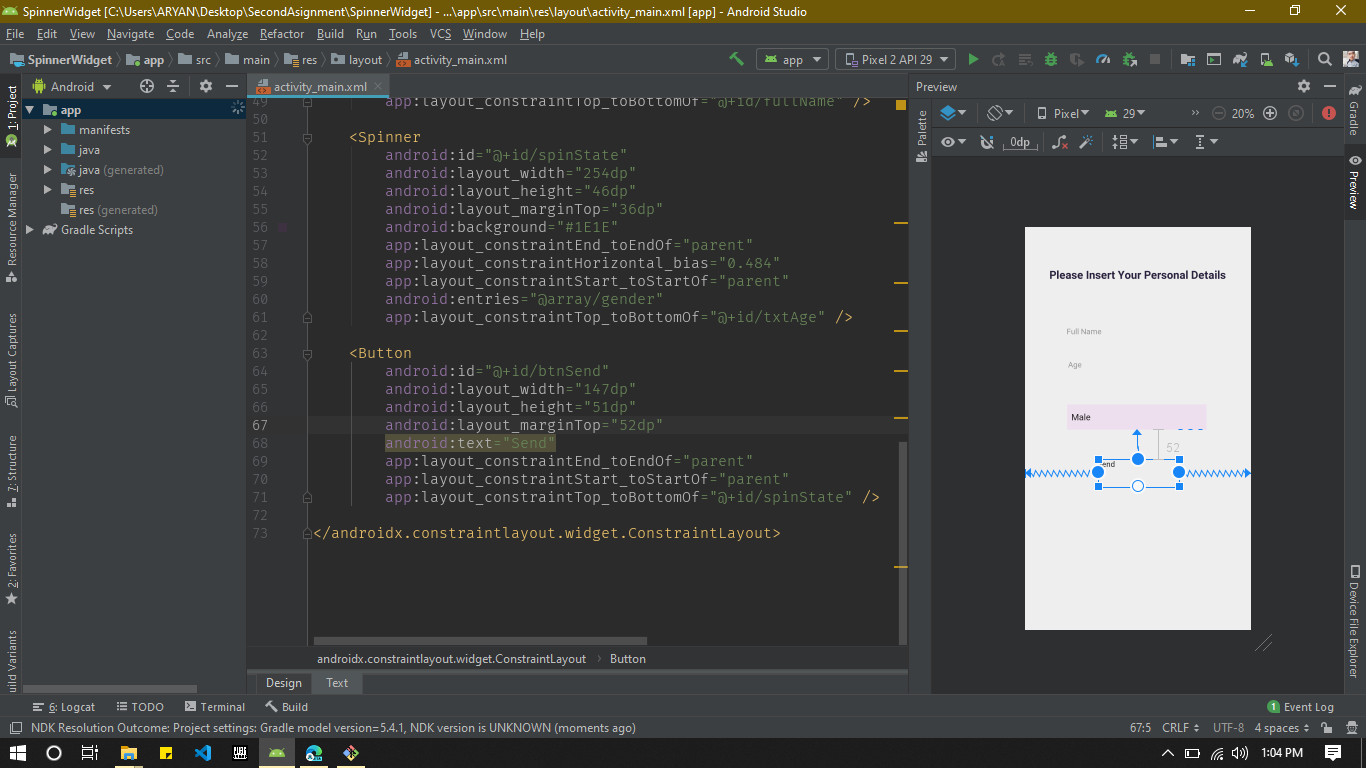 SpinnerWidget [C:\Users\ARYAN\Desktop\SecondAsignment\SpinnerWidget] - ...\app\src\main\res\layout\activity_main.xml [app] - Android Studio
File Edit View Navigate Code Analyze Refactor Build Run Tools VCS Window Help
SpinnerWidget app src main res layout activity_main.xml app Pixel 2 API 29
Android
activity_main.xml
Preview
1: Project
Resource Manager
Layout Captures
7: Structure
2: Favorites
uild Variants
app
manifests
java
java (generated)
res
res (generated)
Gradle Scripts
49 app:layout_constraintTop_toBottomOf="@+id/fullName" />
50
51 <Spinner
52 android:id="@+id/spinState"
53 android:layout_width="254dp"
54 android:layout_height="46dp"
55 android:layout_marginTop="36dp"
56 android:background="#1E1E"
57 app:layout_constraintEnd_toEndOf="parent"
58 app:layout_constraintHorizontal_bias="0.484"
59 app:layout_constraintStart_toStartOf="parent"
60 android:entries="@array/gender"
61 app:layout_constraintTop_toBottomOf="@+id/txtAge" />
62
63 <Button
64 android:id="@+id/btnSend"
65 android:layout_width="147dp"
66 android:layout_height="51dp"
67 android:layout_marginTop="52dp"
68 android:text="Send"
69 app:layout_constraintEnd_toEndOf="parent"
70 app:layout_constraintStart_toStartOf="parent"
71 app:layout_constraintTop_toBottomOf="@+id/spinState" />
72
73 </androidx.constraintlayout.widget.ConstraintLayout>
androidx.constraintlayout.widget.ConstraintLayout Button
Design Text
Palette
Pixel 29 20%
0dp
Please Insert Your Personal Details
Full Name
Age
Male
52
end
Gradle
Preview
Device File Explorer
6: Logcat TODO Terminal Build Event Log
NDK Resolution Outcome: Project settings: Gradle model version=5.4.1, NDK version is UNKNOWN (moments ago) 67:5 CRLF UTF-8 4 spaces
1:04 PM